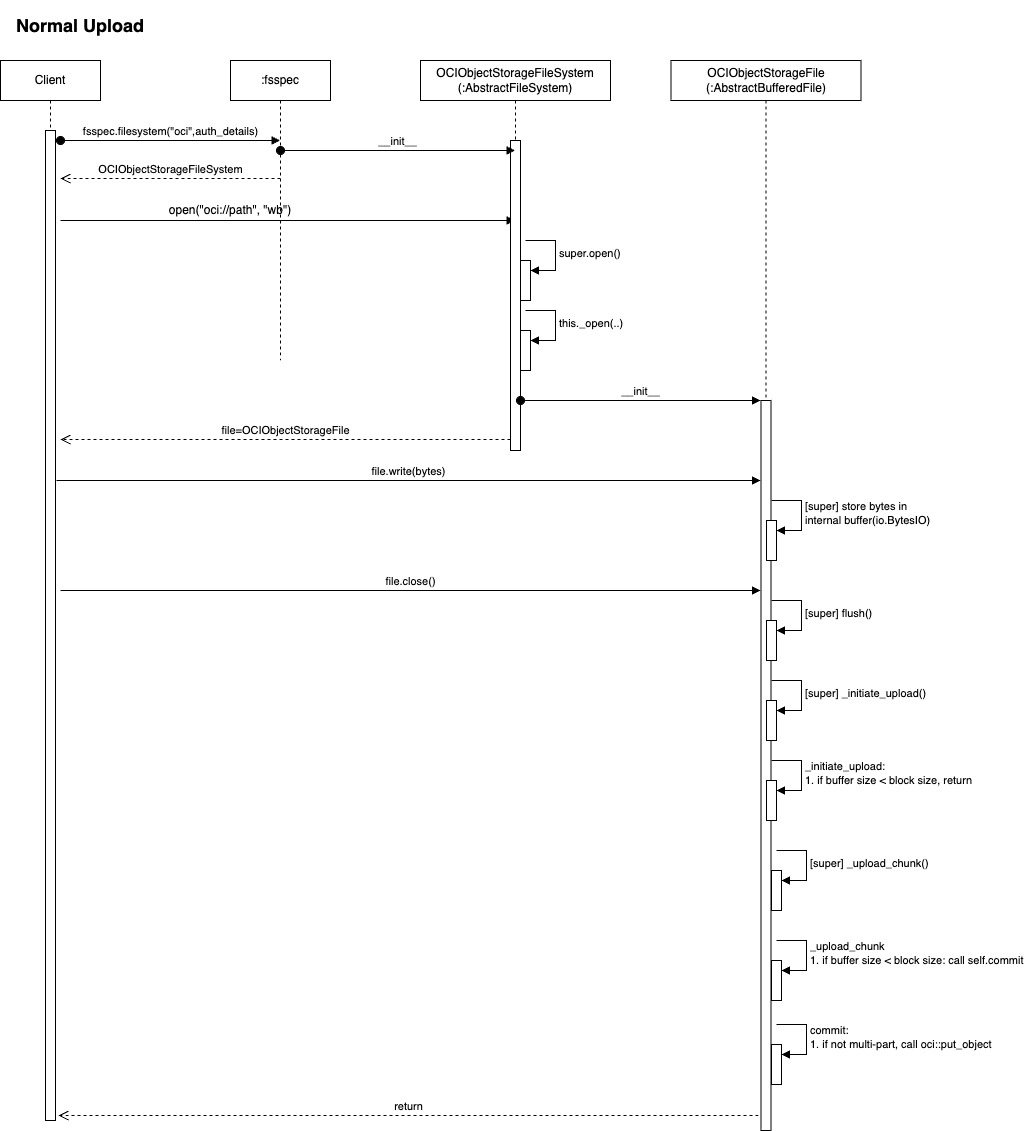 Normal Upload
Client
:fsspec
OCIObjectStorageFileSystem
(:AbstractFileSystem)
OCIObjectStorageFile
(:AbstractBufferedFile)
fsspec.filesystem("oci",auth_details)
__init__
OCIObjectStorageFileSystem
open("oci://path", "wb")
super.open()
this._open(..)
__init__
file=OCIObjectStorageFile
file.write(bytes)
[super] store bytes in
internal buffer(io.BytesIO)
file.close()
[super] flush()
[super] _initiate_upload()
_initiate_upload:
1. if buffer size < block size, return
[super] _upload_chunk()
_upload_chunk
1. if buffer size < block size: call self.commit
commit:
1. if not multi-part, call oci::put_object
return